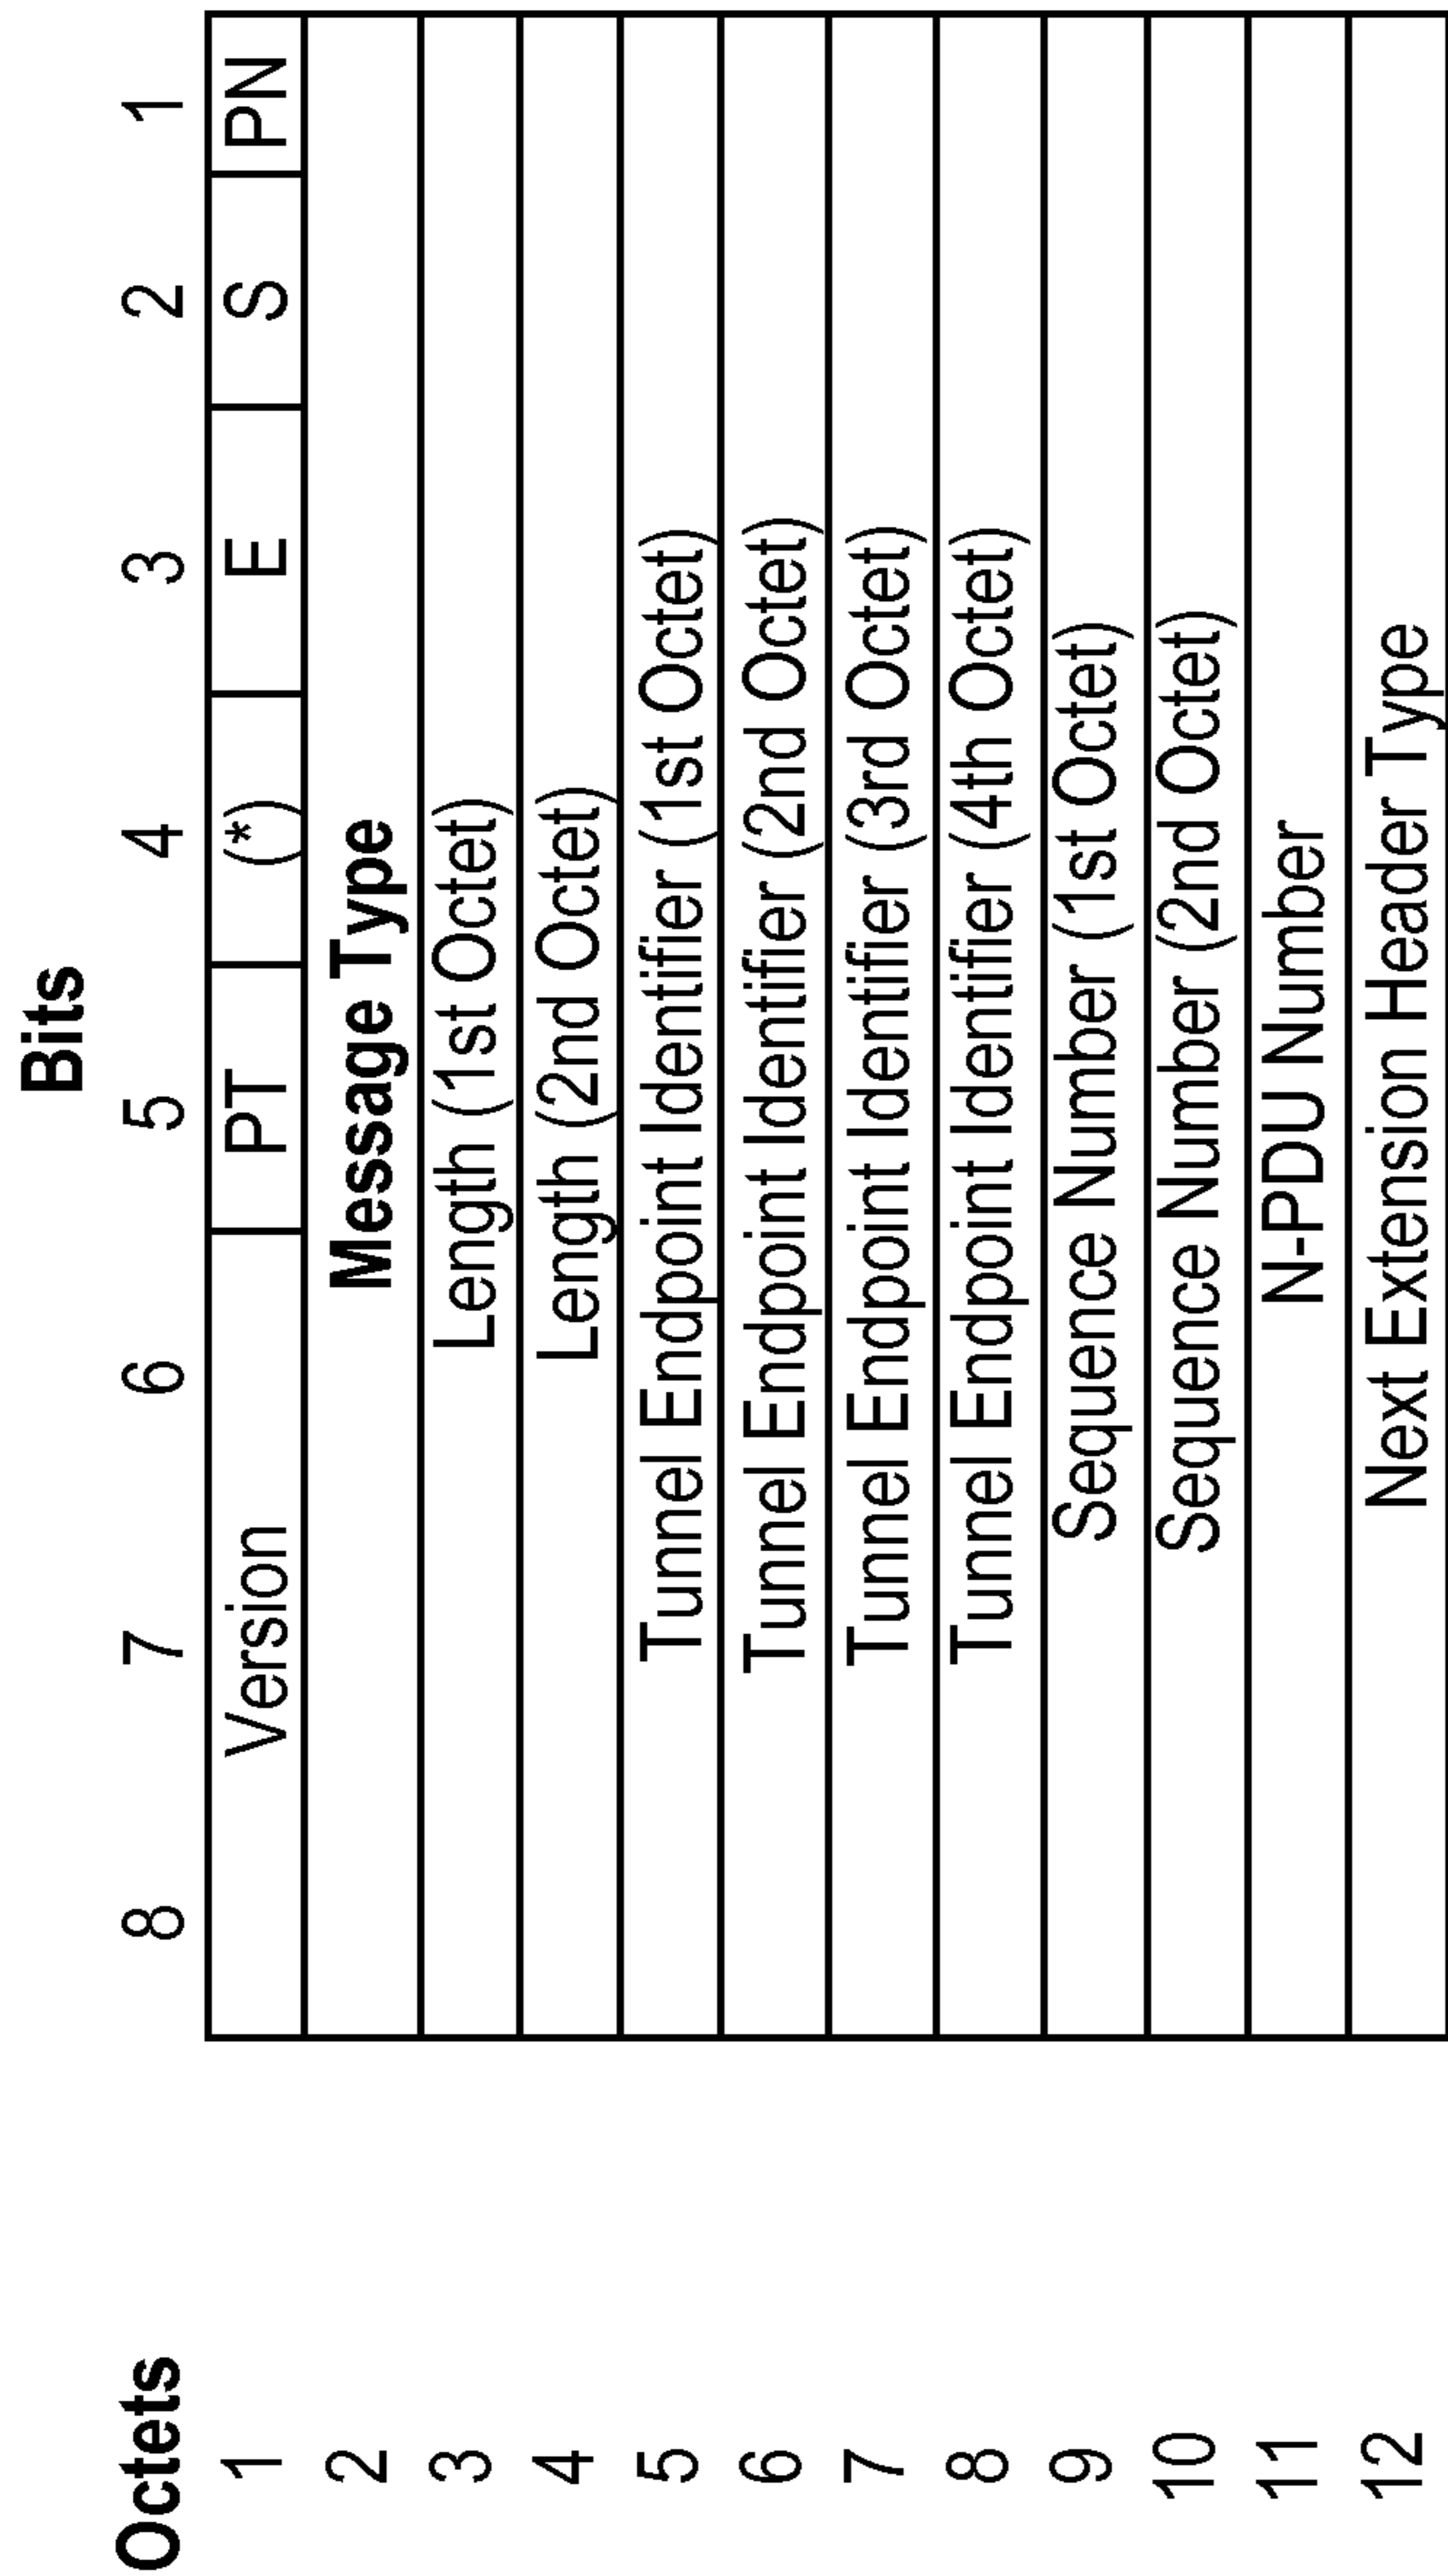 Bits
Octets 8 7 6 5 4 3 2 1
1 Version PT (*) E S PN
2 Message Type
3 Length (1st Octet)
4 Length (2nd Octet)
5 Tunnel Endpoint Identifier (1st Octet)
6 Tunnel Endpoint Identifier (2nd Octet)
7 Tunnel Endpoint Identifier (3rd Octet)
8 Tunnel Endpoint Identifier (4th Octet)
9 Sequence Number (1st Octet)
10 Sequence Number (2nd Octet)
11 N-PDU Number
12 Next Extension Header Type